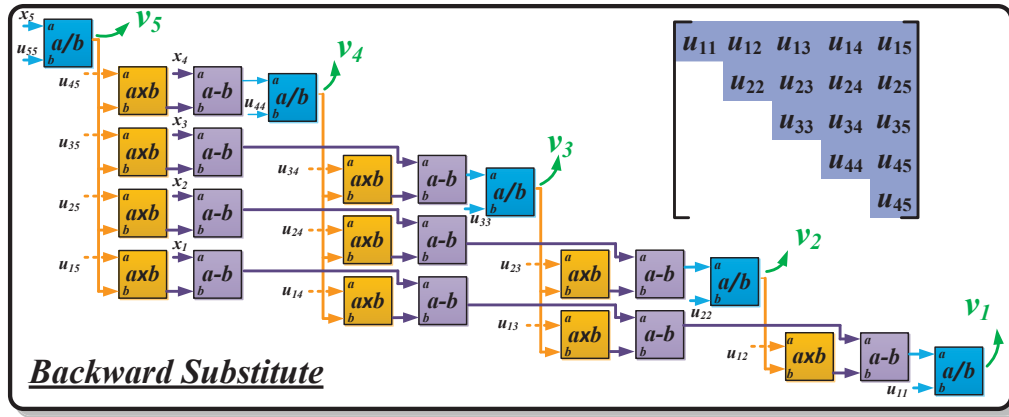 x5
a
a/b
b
u55
v5
u45
a
axb
b
x4
a
a-b
b
a
a/b
b
u44
v4
u35
a
axb
b
x3
a
a-b
b
u25
a
axb
b
x2
a
a-b
b
u15
a
axb
b
x1
a
a-b
b
u34
a
axb
b
a
a-b
b
a
a/b
b
u33
v3
u24
a
axb
b
a
a-b
b
u14
a
axb
b
a
a-b
b
u23
a
axb
b
a
a-b
b
a
a/b
b
u22
v2
u13
a
axb
b
a
a-b
b
u12
a
axb
b
a
a-b
b
a
a/b
b
u11
v1
u11 u12 u13 u14 u15
u22 u23 u24 u25
u33 u34 u35
u44 u45
u45
Backward Substitute